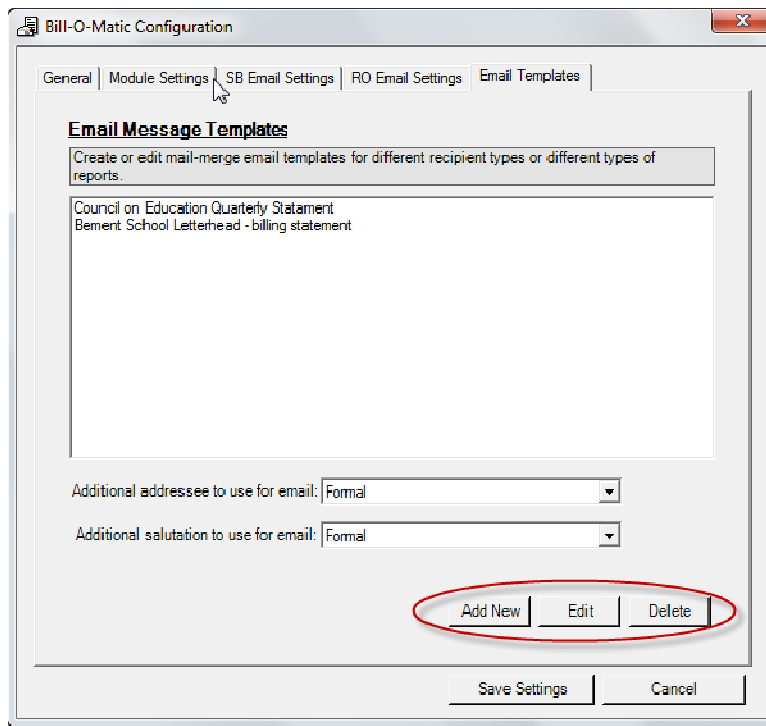 Bill-O-Matic Configuration
General Module Settings SB Email Settings RO Email Settings Email Templates
Email Message Templates
Create or edit mail-merge email templates for different recipient types or different types of
reports.
Council on Education Quarterly Statament
Bement School Letterhead - billing statement
Additional addressee to use for email: Formal
Additional salutation to use for email: Formal
Add New Edit Delete
Save Settings Cancel